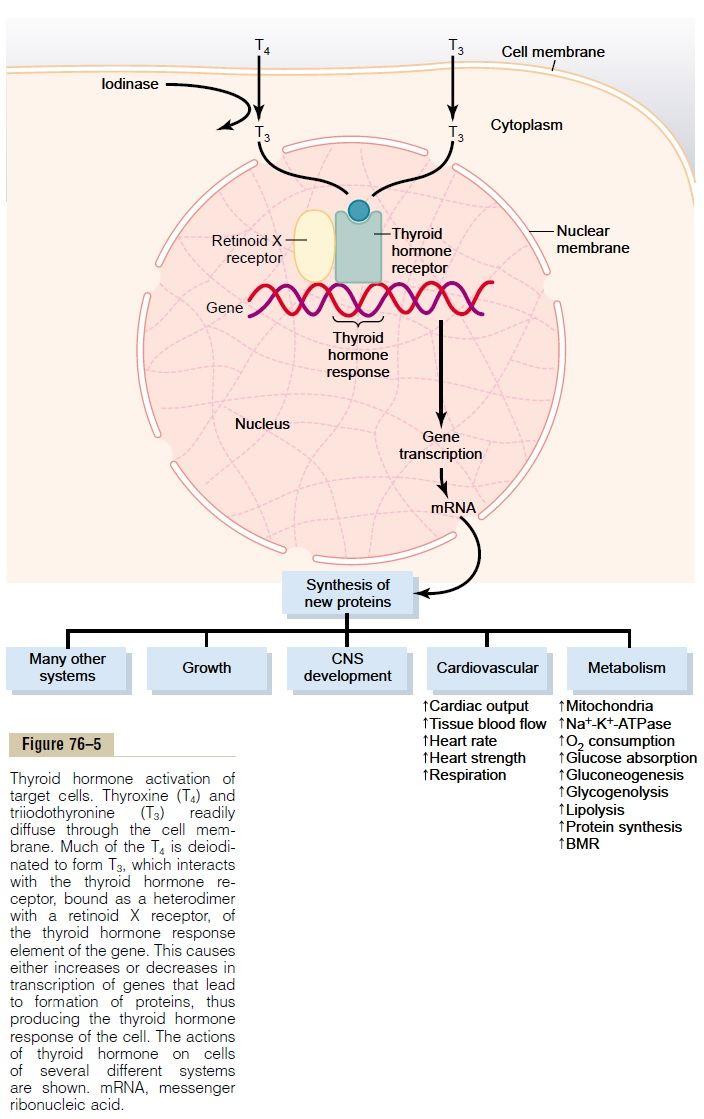 T4
T3
Cell membrane
Iodinase
T3
T3
Cytoplasm
Retinoid X
receptor
Thyroid
hormone
receptor
Nuclear
membrane
Gene
Thyroid
hormone
response
Nucleus
Gene
transcription
mRNA
Synthesis of
new proteins
Many other
systems
Growth
CNS
development
Cardiovascular
Metabolism
↑Cardiac output
↑Tissue blood flow
↑Heart rate
↑Heart strength
↑Respiration
↑Mitochondria
↑Na+-K+-ATPase
↑O2 consumption
↑Glucose absorption
↑Gluconeogenesis
↑Glycogenolysis
↑Lipolysis
↑Protein synthesis
↑BMR
Figure 76–5
Thyroid hormone activation of
target cells. Thyroxine (T4) and
triiodothyronine (T3) readily
diffuse through the cell mem-
brane. Much of the T4 is deiodi-
nated to form T3, which interacts
with the thyroid hormone re-
ceptor, bound as a heterodimer
with a retinoid X receptor, of
the thyroid hormone response
element of the gene. This causes
either increases or decreases in
transcription of genes that lead
to formation of proteins, thus
producing the thyroid hormone
response of the cell. The actions
of thyroid hormone on cells
of several different systems
are shown. mRNA, messenger
ribonucleic acid.